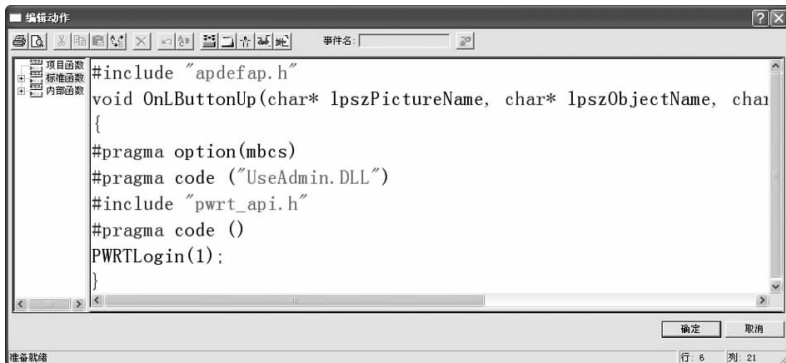 编辑动作
事件名:
项目函数
标准函数
内部函数
#include "apdefap.h"
void OnLButtonUp(char* lpszPictureName, char* lpszObjectName, char
{
#pragma option(mbcs)
#pragma code ("UseAdmin.DLL")
#include "pwrt_api.h"
#pragma code ()
PWRTLogin(1);
}
确定 取消
准备就绪 行: 6 列: 21